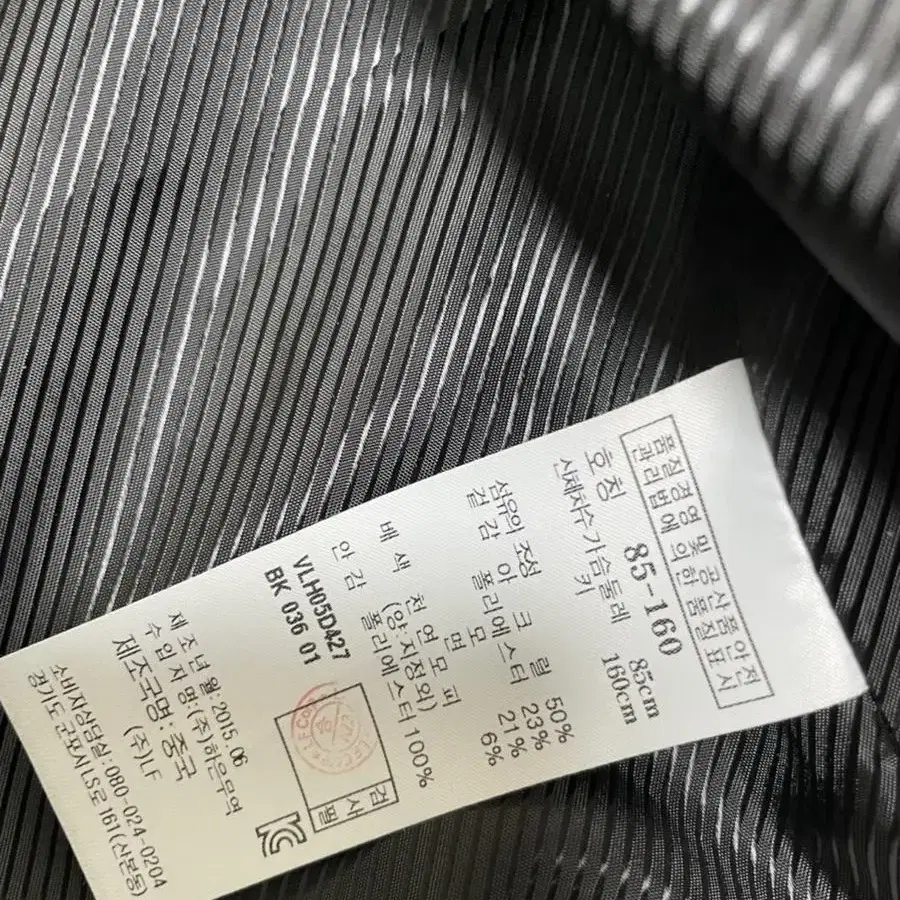 품질경영 및 공산품안전
관리법에 의한 품질표시
호칭 85-160
신체치수 가슴둘레 85cm
키 160cm
섬유의 조성
겉감 아크릴 50%
폴리에스터 23%
모 21%
면 6%
배색 천연모피
(양:지정외)
안감 폴리에스터 100%
VLH05D427
BK 036 01
검사필
제조년월: 2015. 06
수입자명: (주)하은무역
제조국명: 중국
(주)LF
소비자상담실: 080-024-0204
경기도 군포시 LS로 161(산본동)